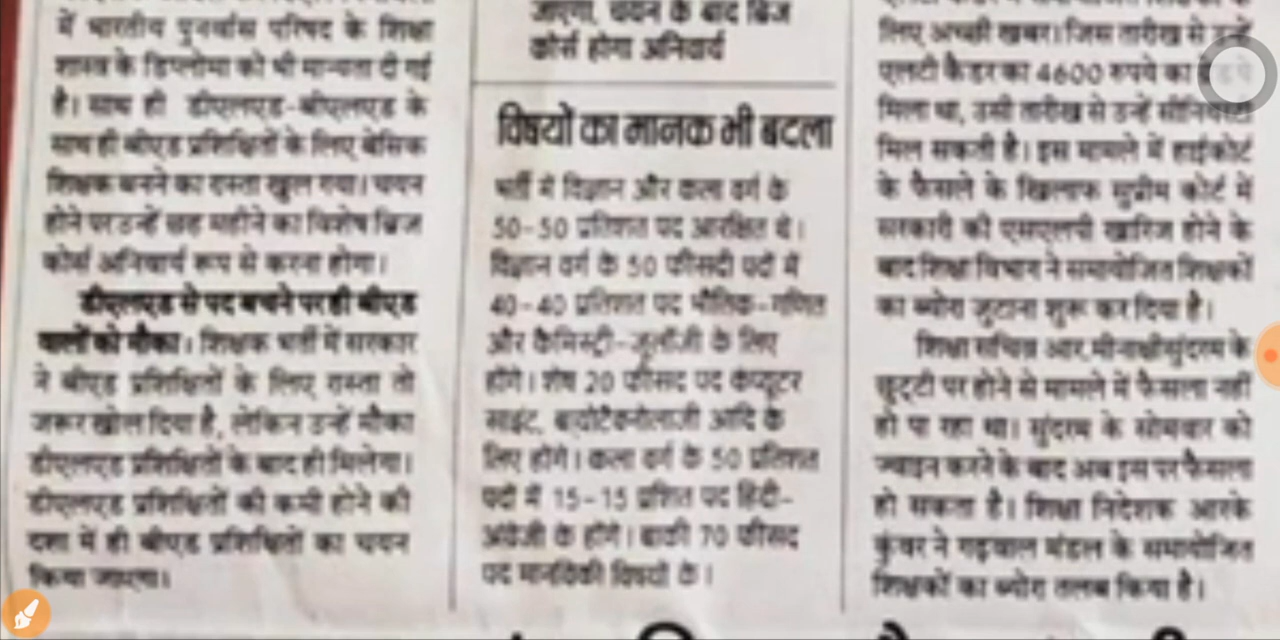 में भारतीय पुनर्वास परिषद के शिक्षा
शास्त्र के डिप्लोमा को भी मान्यता दी गई
है। साथ ही डीएलएड-बीएलएड के
साथ ही बीएड प्रशिक्षितों के लिए बेसिक
शिक्षक बनने का रास्ता खुल गया। चयन
होने पर उन्हें छह महीने का विशेष ब्रिज
कोर्स अनिवार्य रूप से करना होगा।
डीएलएड से पद बचने पर ही बीएड
वालों को मौका। शिक्षक भर्ती में सरकार
ने बीएड प्रशिक्षितों के लिए रास्ता तो
जरूर खोल दिया है, लेकिन उन्हें मौका
डीएलएड प्रशिक्षितों के बाद ही मिलेगा।
डीएलएड प्रशिक्षितों की कमी होने की
दशा में ही बीएड प्रशिक्षितों का चयन
किया जाएगा।
जाएगा, चयन के बाद ब्रिज
कोर्स होगा अनिवार्य
विषयों का मानक भी बदला
भर्ती में विज्ञान और कला वर्ग के
50-50 प्रतिशत पद आरक्षित थे।
विज्ञान वर्ग के 50 फीसदी पदों में
40-40 प्रतिशत पद भौतिक-गणित
और कैमिस्ट्री-जूलॉजी के लिए
होंगे। शेष 20 फीसद पद कंप्यूटर
साइंट, बायोटैक्नोलाजी आदि के
लिए होंगे। कला वर्ग के 50 प्रतिशत
पदों में 15-15 प्रशित पद हिंदी-
अंग्रेजी के होंगे। बाकी 70 फीसद
पद मानविकी विषयों के।
लिए अच्छी खबर। जिस तारीख से उन्हें
एलटी कैडर का 4600 रुपये का
मिला था, उसी तारीख से उन्हें सीनियरटी
मिल सकती है। इस मामले में हाईकोर्ट
के फैसले के खिलाफ सुप्रीम कोर्ट में
सरकारी की एसएलपी खारिज होने के
बाद शिक्षा विभाग ने समायोजित शिक्षकों
का ब्योरा जुटाना शुरू कर दिया है।
शिक्षा सचिव आर.मीनाक्षीसुंदरम के
छुट्टी पर होने से मामले में फैसला नहीं
हो पा रहा था। सुंदरम के सोमवार को
ज्वाइन करने के बाद अब इस पर फैसला
हो सकता है। शिक्षा निदेशक आरके
कुंवर ने गढ़वाल मंडल के समायोजित
शिक्षकों का ब्योरा तलब किया है।